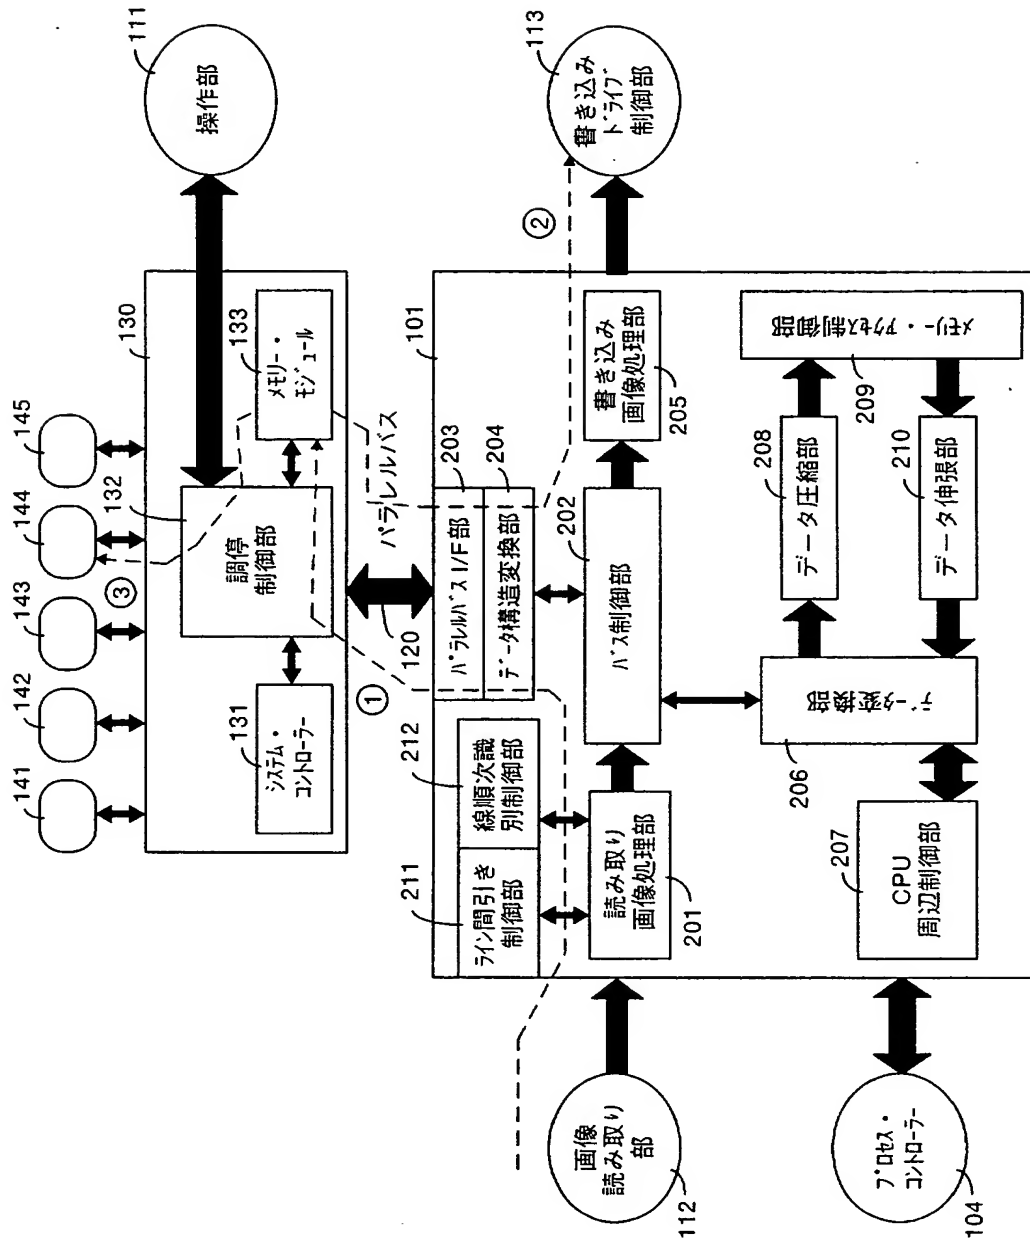 141
142
143
144
145
③
130
132
調停
制御部
131
システム・
コントローラー
133
メモリー・
モジュール
操作部
111
①
120
パラレルバス
101
パラレルバスI/F部
203
データ構造変換部
204
211
ライン間引き
制御部
212
線順次識
別制御部
画像
読み取り
部
112
読み取り
画像処理部
201
バス制御部
202
書き込み
画像処理部
205
②
書き込み
ドライブ
制御部
113
プロセス・
コントローラー
104
CPU
周辺制御部
207
データ変換部
206
データ圧縮部
208
データ伸張部
210
メモリー・アクセス制御部
209